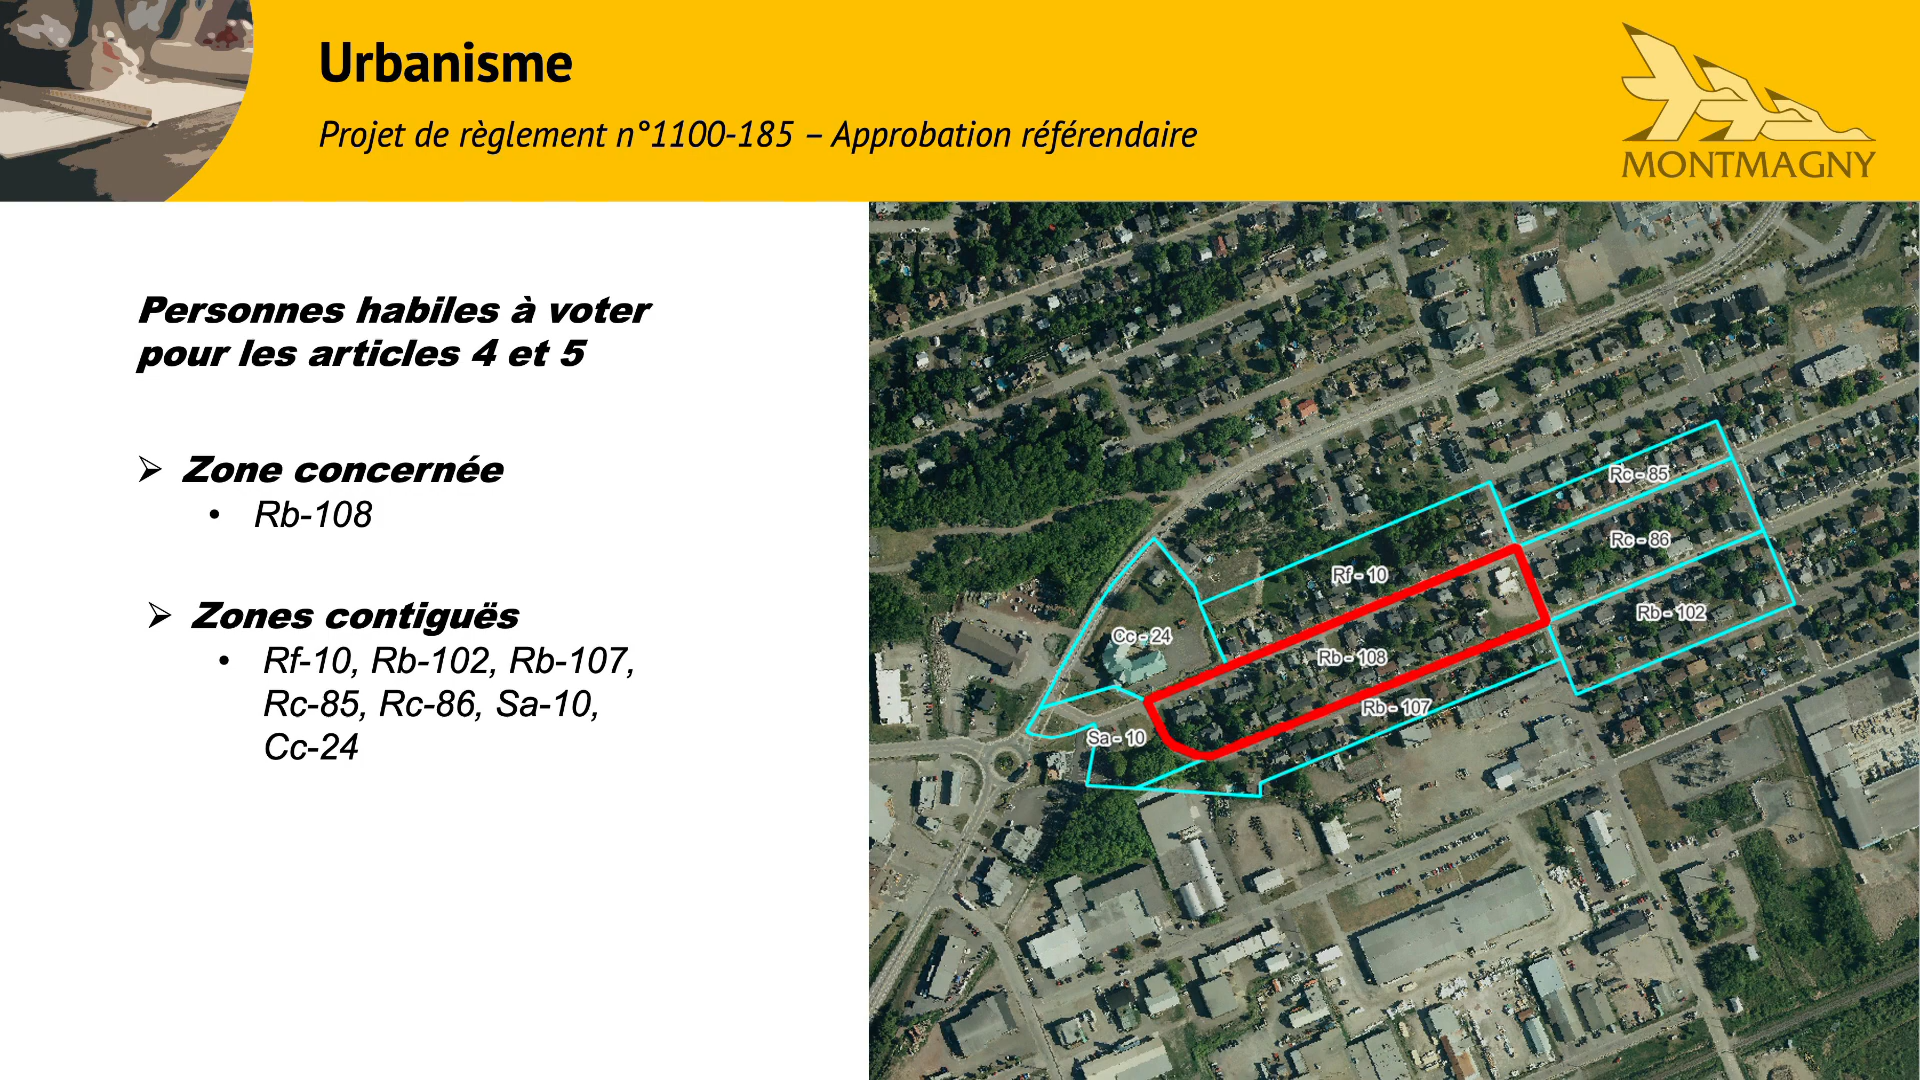 Urbanisme
Projet de règlement n°1100-185 – Approbation référendaire
MONTMAGNY
Personnes habiles à voter
pour les articles 4 et 5
Zone concernée
• Rb-108
Zones contiguës
• Rf-10, Rb-102, Rb-107,
Rc-85, Rc-86, Sa-10,
Cc-24
Rc - 85
Rc - 86
Rf - 10
Rb - 102
Cc - 24
Rb - 108
Rb - 107
Sa - 10